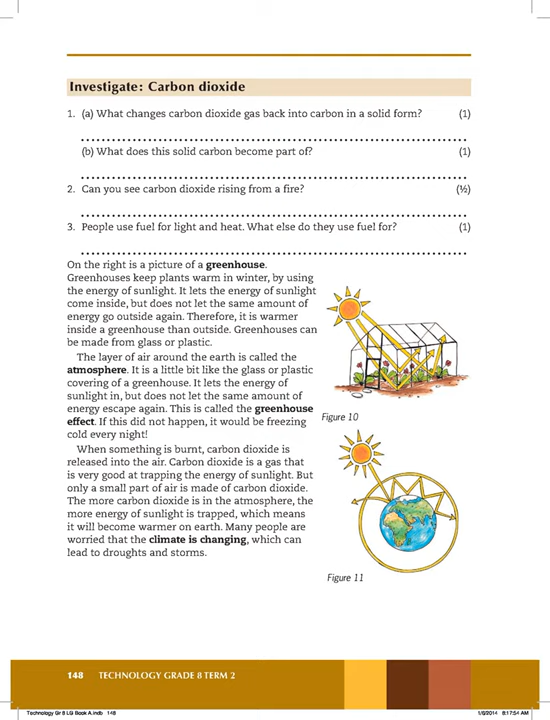 Investigate: Carbon dioxide
1. (a) What changes carbon dioxide gas back into carbon in a solid form? (1)
(b) What does this solid carbon become part of? (1)
2. Can you see carbon dioxide rising from a fire? (½)
3. People use fuel for light and heat. What else do they use fuel for? (1)
On the right is a picture of a greenhouse.
Greenhouses keep plants warm in winter, by using
the energy of sunlight. It lets the energy of sunlight
come inside, but does not let the same amount of
energy go outside again. Therefore, it is warmer
inside a greenhouse than outside. Greenhouses can
be made from glass or plastic.
The layer of air around the earth is called the
atmosphere. It is a little bit like the glass or plastic
covering of a greenhouse. It lets the energy of
sunlight in, but does not let the same amount of
energy escape again. This is called the greenhouse
effect. If this did not happen, it would be freezing
cold every night!
When something is burnt, carbon dioxide is
released into the air. Carbon dioxide is a gas that
is very good at trapping the energy of sunlight. But
only a small part of air is made of carbon dioxide.
The more carbon dioxide is in the atmosphere, the
more energy of sunlight is trapped, which means
it will become warmer on earth. Many people are
worried that the climate is changing, which can
lead to droughts and storms.
Figure 10
Figure 11
148 TECHNOLOGY GRADE 8 TERM 2
Technology Gr 8 LG Book A.indb 148 1/9/2014 8:17:54 AM